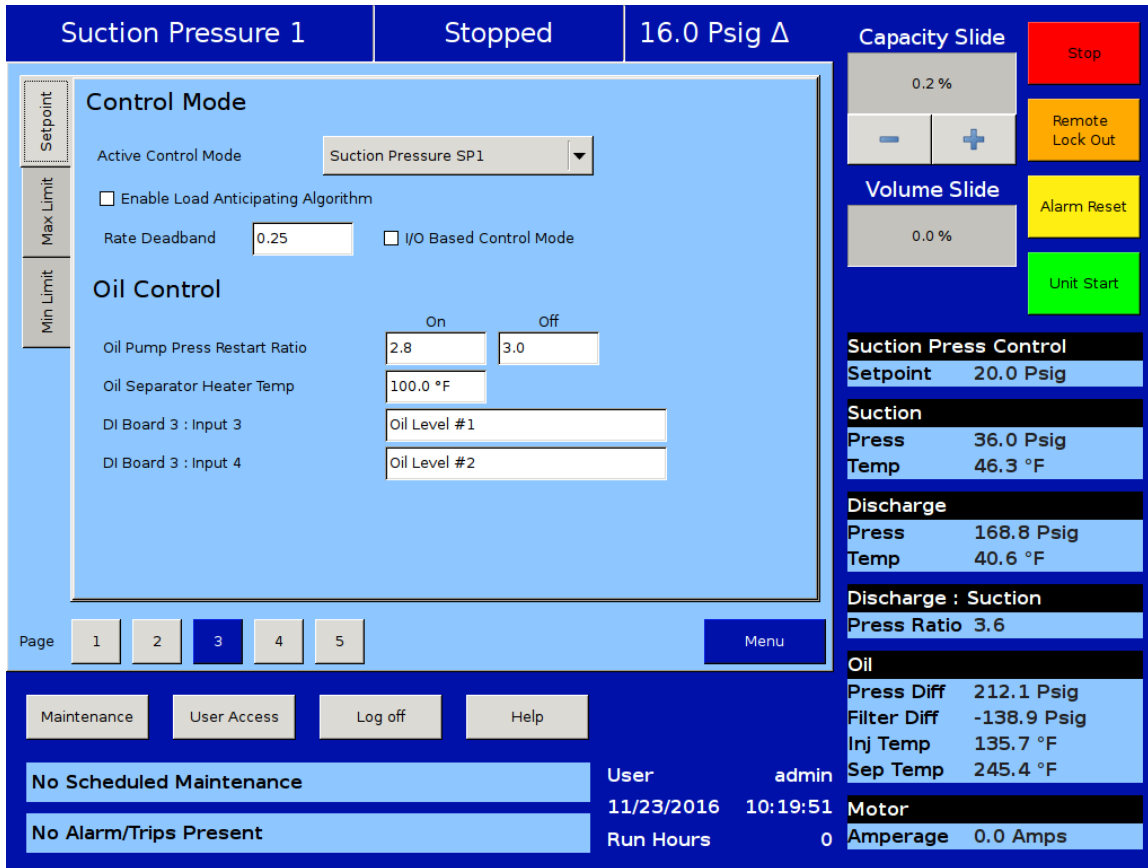 Suction Pressure 1
Stopped
16.0 Psig Δ
Setpoint
Max Limit
Min Limit
Control Mode
Active Control Mode
Suction Pressure SP1
Enable Load Anticipating Algorithm
Rate Deadband 0.25
I/O Based Control Mode
Oil Control
On Off
Oil Pump Press Restart Ratio 2.8 3.0
Oil Separator Heater Temp 100.0 °F
DI Board 3 : Input 3 Oil Level #1
DI Board 3 : Input 4 Oil Level #2
Page 1 2 3 4 5
Menu
Maintenance
User Access
Log off
Help
No Scheduled Maintenance
No Alarm/Trips Present
User admin
11/23/2016 10:19:51
Run Hours 0
Capacity Slide
0.2 %
Volume Slide
0.0 %
Stop
Remote
Lock Out
Alarm Reset
Unit Start
Suction Press Control
Setpoint 20.0 Psig
Suction
Press 36.0 Psig
Temp 46.3 °F
Discharge
Press 168.8 Psig
Temp 40.6 °F
Discharge : Suction
Press Ratio 3.6
Oil
Press Diff 212.1 Psig
Filter Diff -138.9 Psig
Inj Temp 135.7 °F
Sep Temp 245.4 °F
Motor
Amperage 0.0 Amps